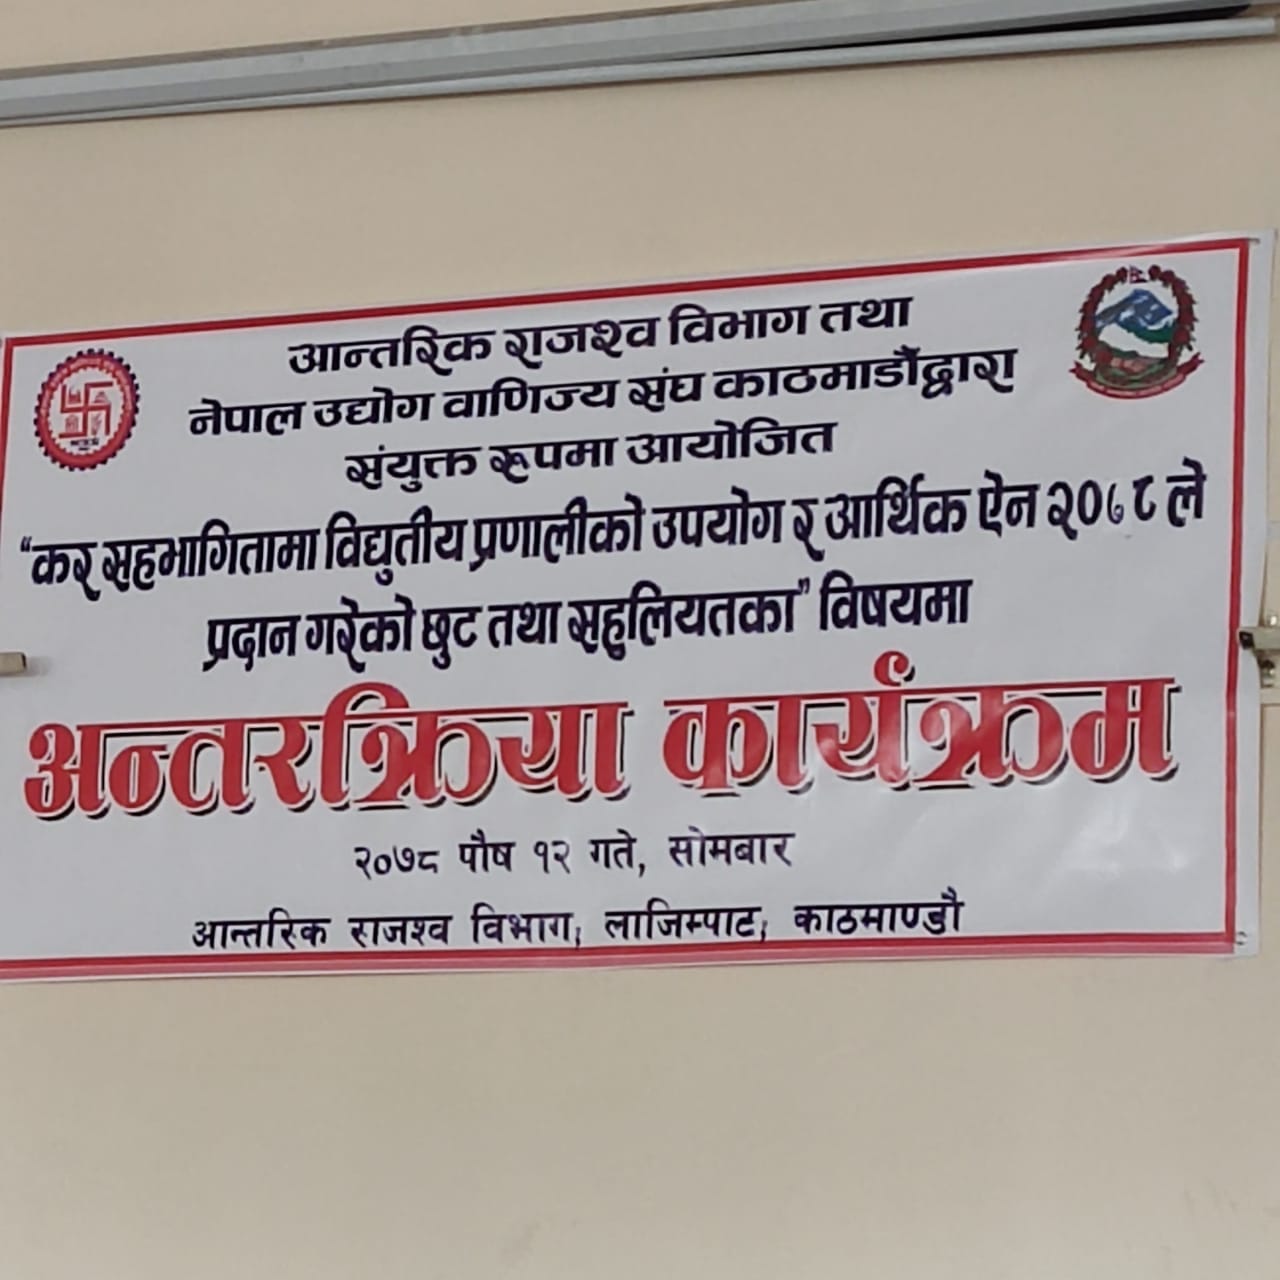 आन्तरिक राजश्व विभाग तथा
नेपाल उद्योग वाणिज्य संघ काठमाडौंद्वारा
संयुक्त रूपमा आयोजित
“कर सहभागितामा विद्युतीय प्रणालीको उपयोग र आर्थिक ऐन २०७८ ले
प्रदान गरेको छुट तथा सहुलियतका” विषयमा
अन्तरक्रिया कार्यक्रम
२०७८ पौष १२ गते, सोमबार
आन्तरिक राजश्व विभाग, लाजिम्पाट, काठमाण्डौ